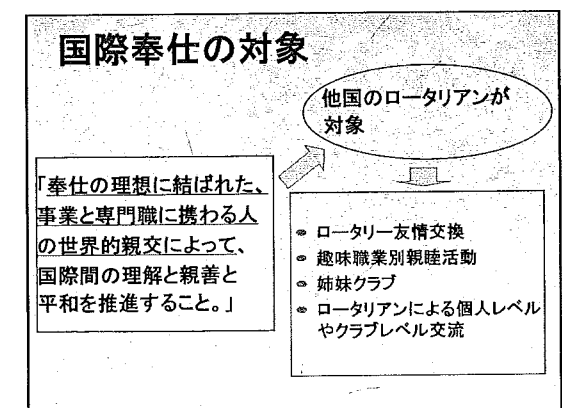 国際奉仕の対象
他国のロータリアンが
対象
「奉仕の理想に結ばれた、
事業と専門職に携わる人
の世界的親交によって、
国際間の理解と親善と
平和を推進すること。」
ロータリー友情交換
趣味職業別親睦活動
姉妹クラブ
ロータリアンによる個人レベル
やクラブレベル交流